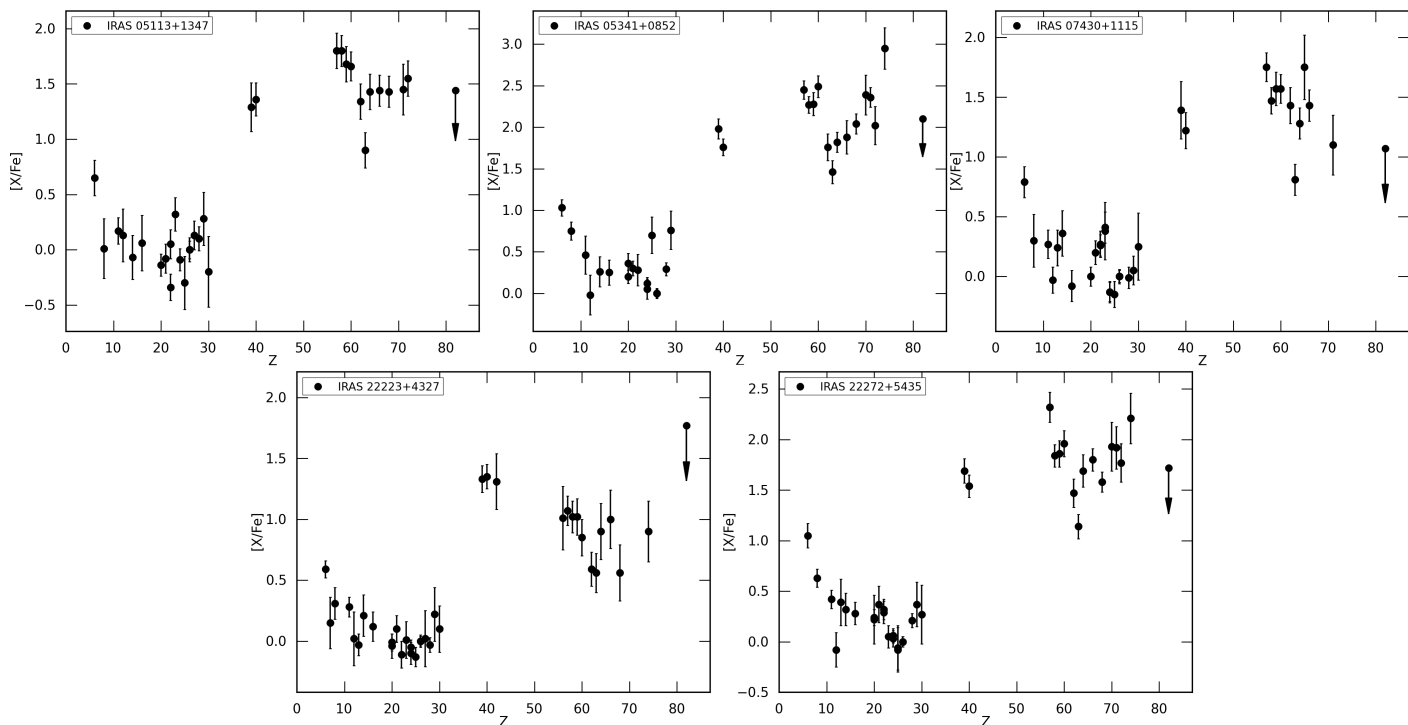 IRAS 05113+1347
[X/Fe]
2.0
1.5
1.0
0.5
0.0
−0.5
0 10 20 30 40 50 60 70 80
Z
IRAS 05341+0852
[X/Fe]
3.0
2.5
2.0
1.5
1.0
0.5
0.0
0 10 20 30 40 50 60 70 80
Z
IRAS 07430+1115
[X/Fe]
2.0
1.5
1.0
0.5
0.0
0 10 20 30 40 50 60 70 80
Z
IRAS 22223+4327
[X/Fe]
2.0
1.5
1.0
0.5
0.0
0 10 20 30 40 50 60 70 80
Z
IRAS 22272+5435
[X/Fe]
2.5
2.0
1.5
1.0
0.5
0.0
−0.5
0 10 20 30 40 50 60 70 80
Z